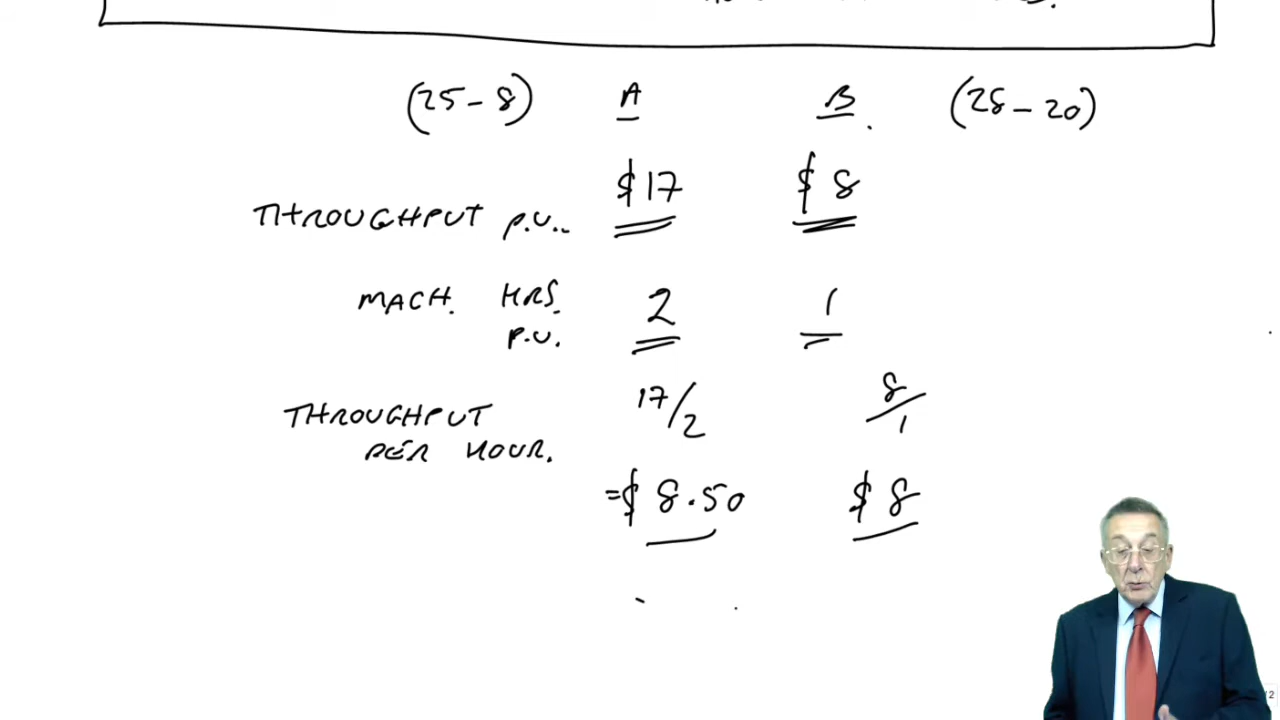 (25-8) A B. (28-20)
THROUGHPUT P.U.. $17 $8
MACH. HRS. 2 1
P.U.
THROUGHPUT 17/2 8/1
PER HOUR.
=$ 8.50 $ 8